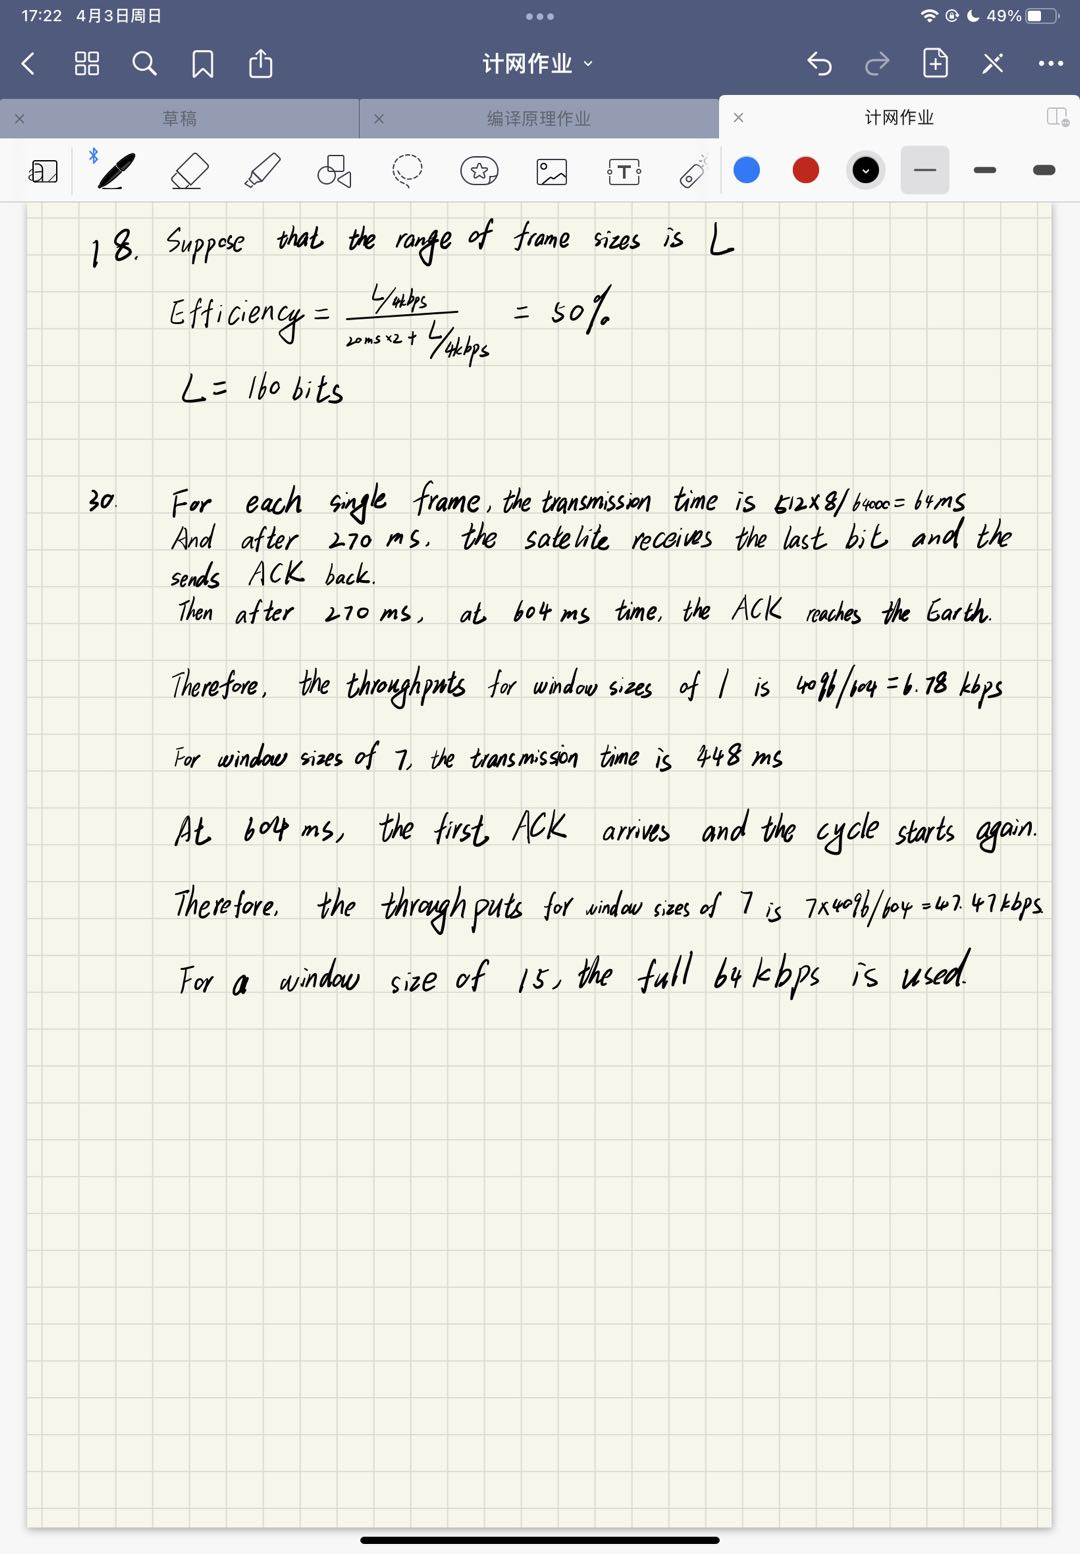 17:22 4月3日周日
49%
计网作业
草稿
编译原理作业
计网作业
18. Suppose that the range of frame sizes is L
Efficiency = L/4kbps / 20ms×2 + L/4kbps = 50%
L = 160 bits
30. For each single frame, the transmission time is 512×8/64000 = 64ms
And after 270 ms, the satelite receives the last bit and the
sends ACK back.
Then after 270 ms, at 604 ms time, the ACK reaches the Earth.
Therefore, the throughputs for window sizes of 1 is 4096/604 = 6.78 kbps
For window sizes of 7, the transmission time is 448 ms
At 604 ms, the first ACK arrives and the cycle starts again.
Therefore, the throughputs for window sizes of 7 is 7×4096/604 = 47.47kbps
For a window size of 15, the full 64 kbps is used.